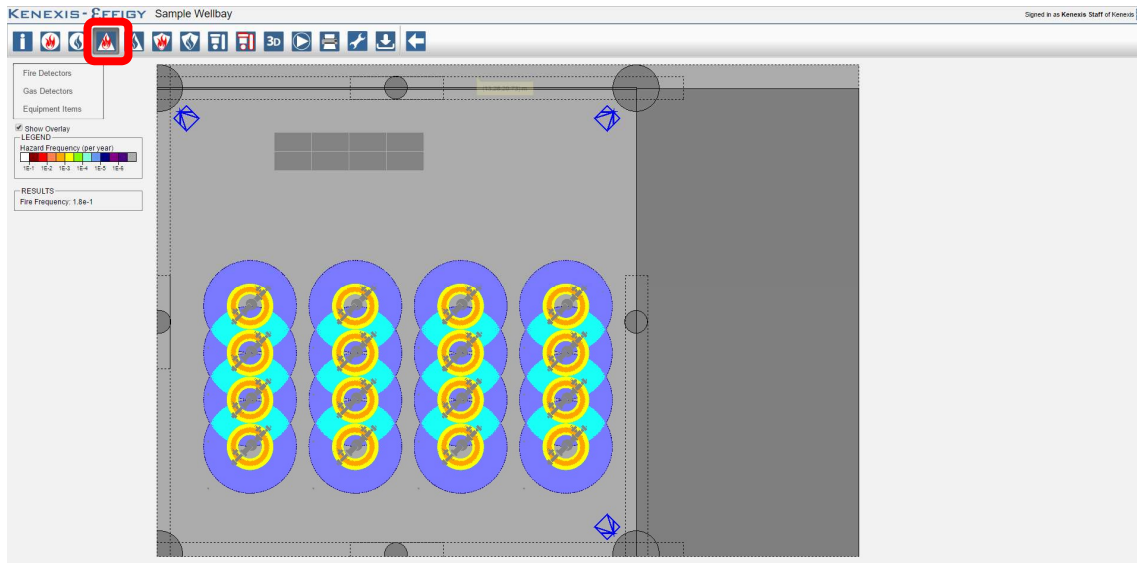 KENEXIS-EFFIGY Sample Wellbay
Signed in as Kenexis Staff of Kenexis
3D
Fire Detectors
Gas Detectors
Equipment Items
Show Overlay
LEGEND
Hazard Frequency (per year)
1E-1 1E-2 1E-3 1E-4 1E-5 1E-6
RESULTS
Fire Frequency: 1.8e-1